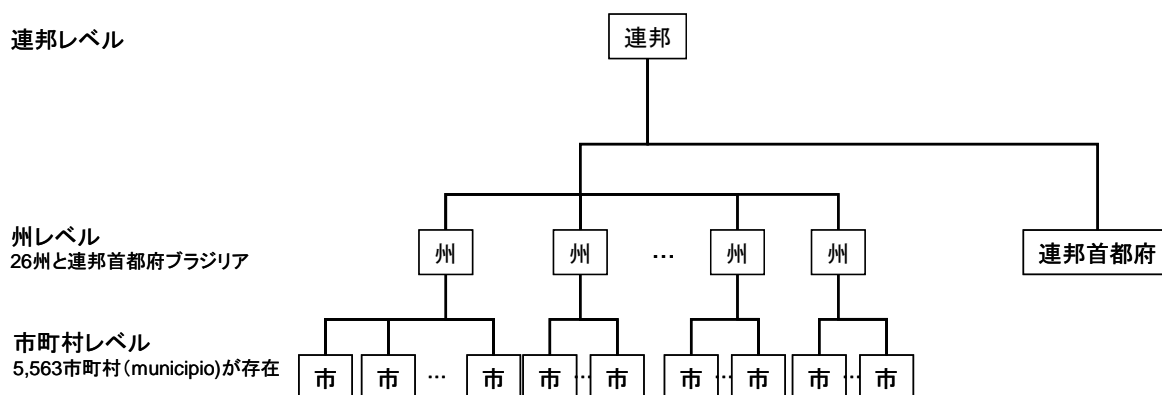 連邦レベル
連邦
州レベル
26州と連邦首都府ブラジリア
州 州 … 州 州
連邦首都府
市町村レベル
5,563市町村(municipio)が存在
市 市 … 市 市 … 市 市 … 市 市 … 市